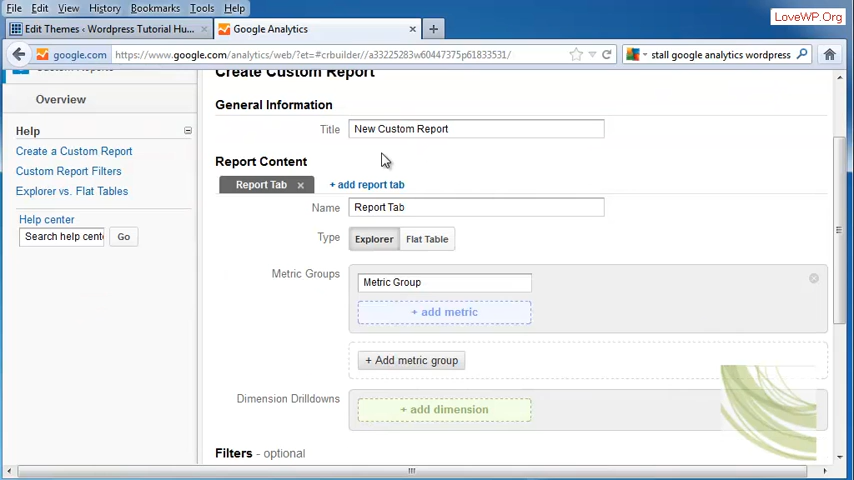 File Edit View History Bookmarks Tools Help
LoveWP.Org
Edit Themes ‹ Wordpress Tutorial Hu...
Google Analytics
google.com
https://www.google.com/analytics/web/?et=#crbuilder//a33225283w60447375p61833531/
stall google analytics wordpress
Create Custom Report
Overview
General Information
Title
New Custom Report
Help
Create a Custom Report
Custom Report Filters
Explorer vs. Flat Tables
Help center
Search help cent
Go
Report Content
Report Tab
+ add report tab
Name
Report Tab
Type
Explorer
Flat Table
Metric Groups
Metric Group
+ add metric
+ Add metric group
Dimension Drilldowns
+ add dimension
Filters - optional